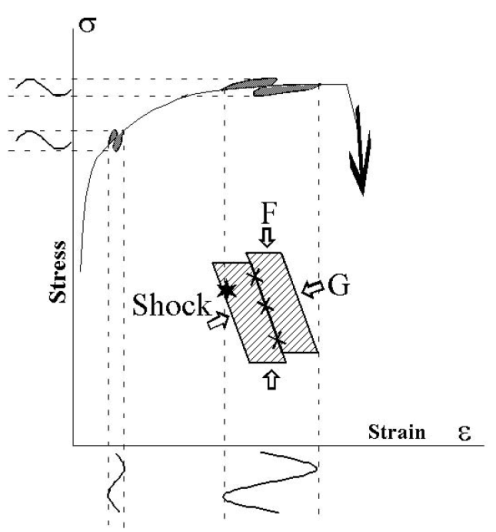 σ
Stress
F
G
Shock
Strain ε